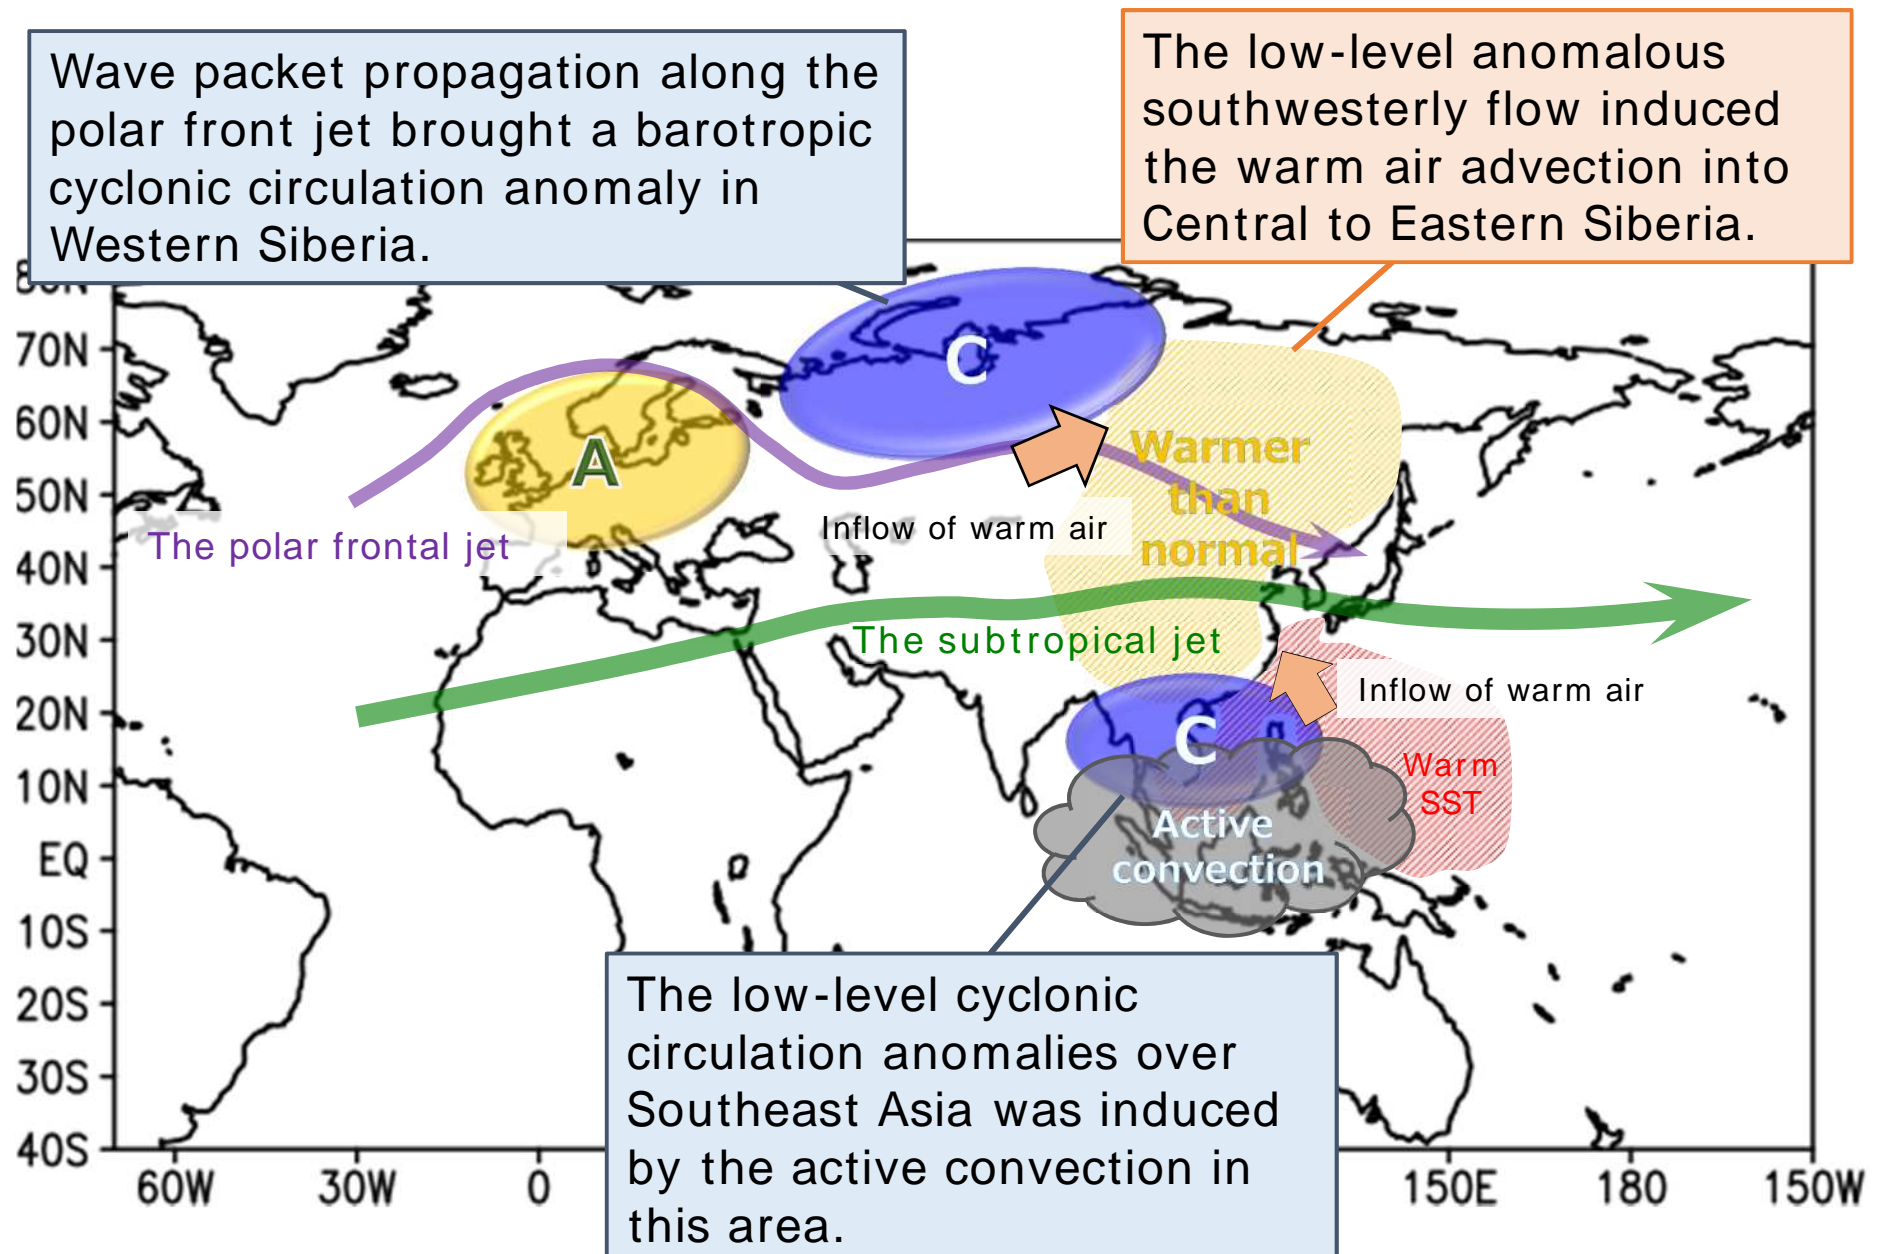 Wave packet propagation along the
polar front jet brought a barotropic
cyclonic circulation anomaly in
Western Siberia.
The low-level anomalous
southwesterly flow induced
the warm air advection into
Central to Eastern Siberia.
80N
70N
60N
50N
40N
30N
20N
10N
EQ
10S
20S
30S
40S
C
A
Warmer
than
normal
The polar frontal jet
Inflow of warm air
The subtropical jet
Inflow of warm air
C
Warm
SST
Active
convection
The low-level cyclonic
circulation anomalies over
Southeast Asia was induced
by the active convection in
this area.
60W 30W 0 150E 180 150W